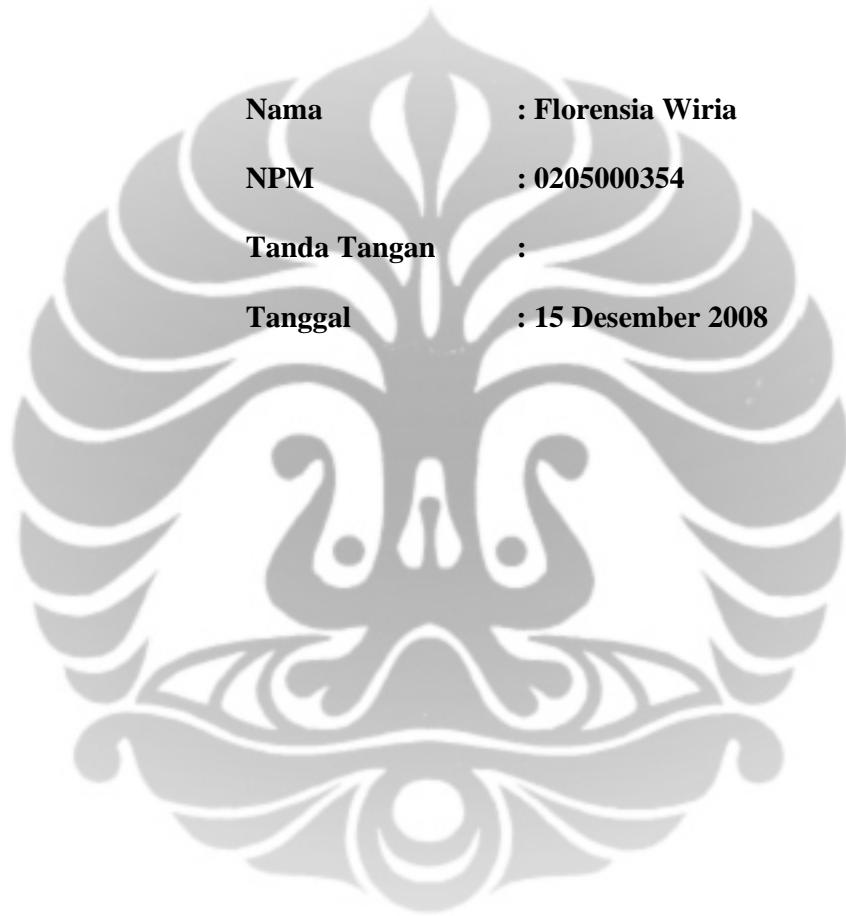 Nama : Florensia Wiria
NPM : 0205000354
Tanda Tangan :
Tanggal : 15 Desember 2008